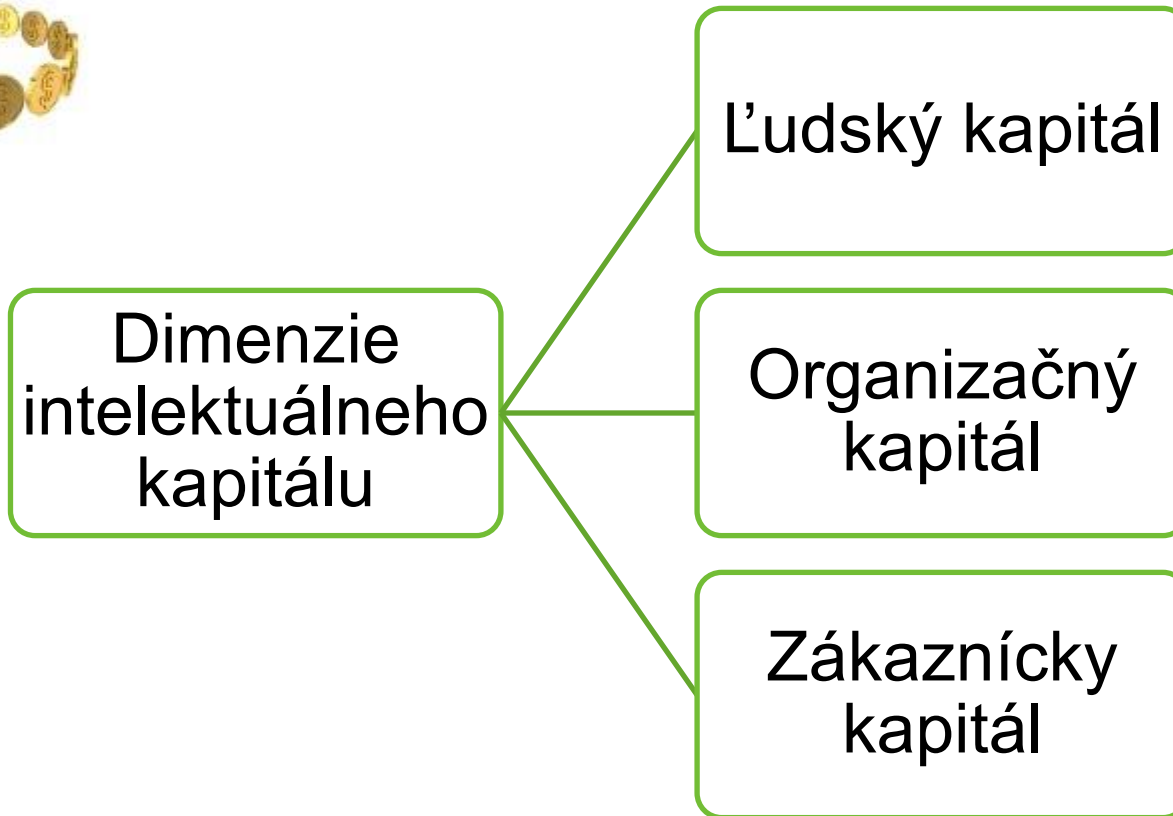 Ľudský kapitál
Dimenzie
intelektuálneho
kapitálu
Organizačný
kapitál
Zákaznícky
kapitál